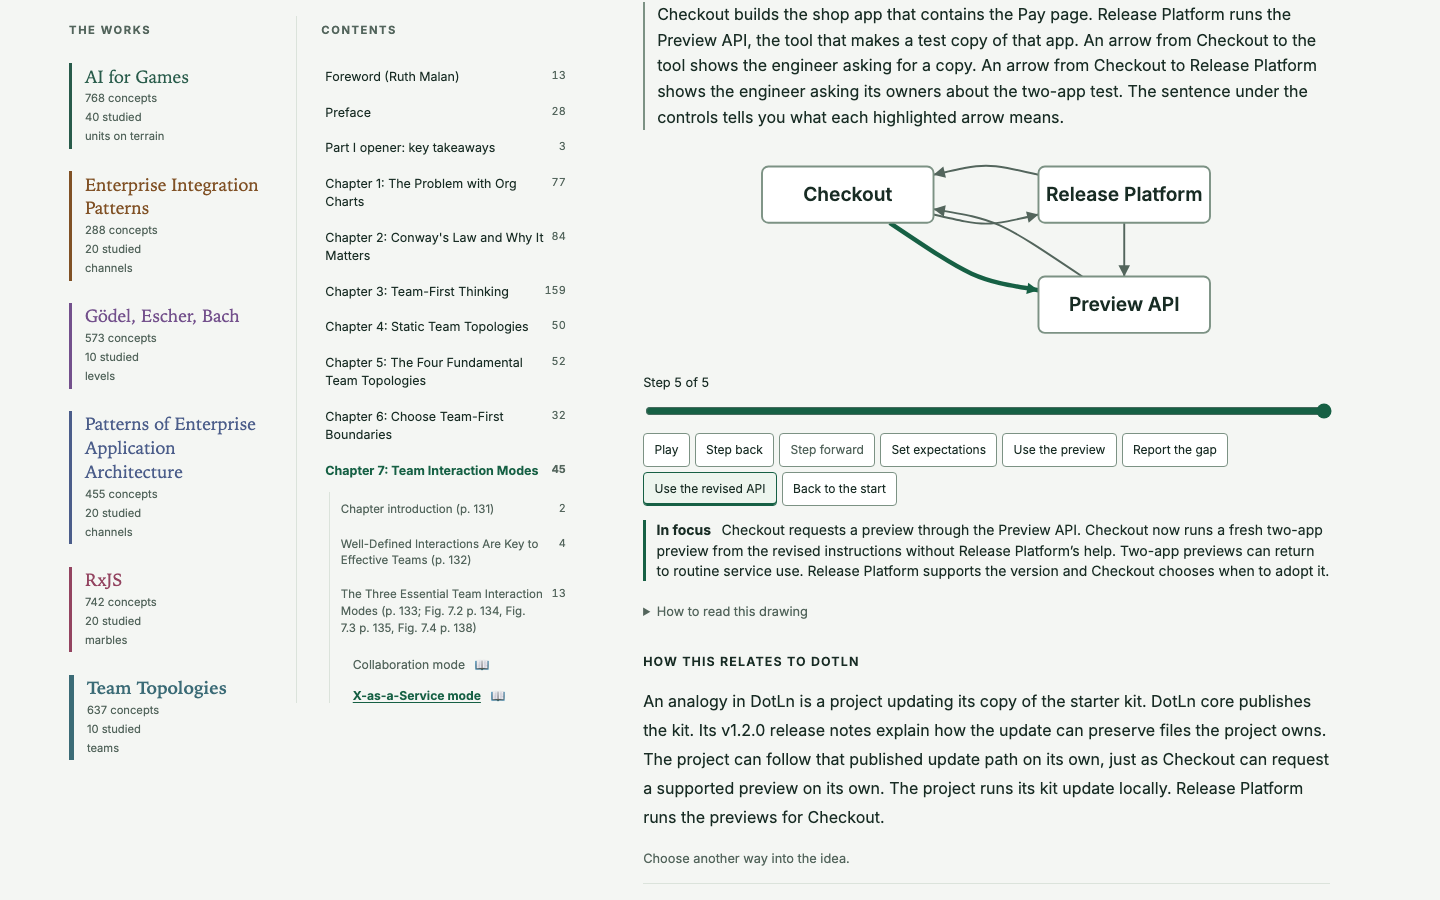 THE WORKS
AI for Games
768 concepts
40 studied
units on terrain
Enterprise Integration
Patterns
288 concepts
20 studied
channels
Gödel, Escher, Bach
573 concepts
10 studied
levels
Patterns of Enterprise
Application
Architecture
455 concepts
20 studied
channels
RxJS
742 concepts
20 studied
marbles
Team Topologies
637 concepts
10 studied
teams
CONTENTS
Foreword (Ruth Malan) 13
Preface 28
Part I opener: key takeaways 3
Chapter 1: The Problem with Org 77
Charts
Chapter 2: Conway's Law and Why It 84
Matters
Chapter 3: Team-First Thinking 159
Chapter 4: Static Team Topologies 50
Chapter 5: The Four Fundamental 52
Team Topologies
Chapter 6: Choose Team-First 32
Boundaries
Chapter 7: Team Interaction Modes 45
Chapter introduction (p. 131) 2
Well-Defined Interactions Are Key to 4
Effective Teams (p. 132)
The Three Essential Team Interaction 13
Modes (p. 133; Fig. 7.2 p. 134, Fig.
7.3 p. 135, Fig. 7.4 p. 138)
Collaboration mode
X-as-a-Service mode
Checkout builds the shop app that contains the Pay page. Release Platform runs the
Preview API, the tool that makes a test copy of that app. An arrow from Checkout to the
tool shows the engineer asking for a copy. An arrow from Checkout to Release Platform
shows the engineer asking its owners about the two-app test. The sentence under the
controls tells you what each highlighted arrow means.
Checkout
Release Platform
Preview API
Step 5 of 5
Play
Step back
Step forward
Set expectations
Use the preview
Report the gap
Use the revised API
Back to the start
In focus Checkout requests a preview through the Preview API. Checkout now runs a fresh two-app
preview from the revised instructions without Release Platform's help. Two-app previews can return
to routine service use. Release Platform supports the version and Checkout chooses when to adopt it.
How to read this drawing
HOW THIS RELATES TO DOTLN
An analogy in DotLn is a project updating its copy of the starter kit. DotLn core publishes
the kit. Its v1.2.0 release notes explain how the update can preserve files the project owns.
The project can follow that published update path on its own, just as Checkout can request
a supported preview on its own. The project runs its kit update locally. Release Platform
runs the previews for Checkout.
Choose another way into the idea.